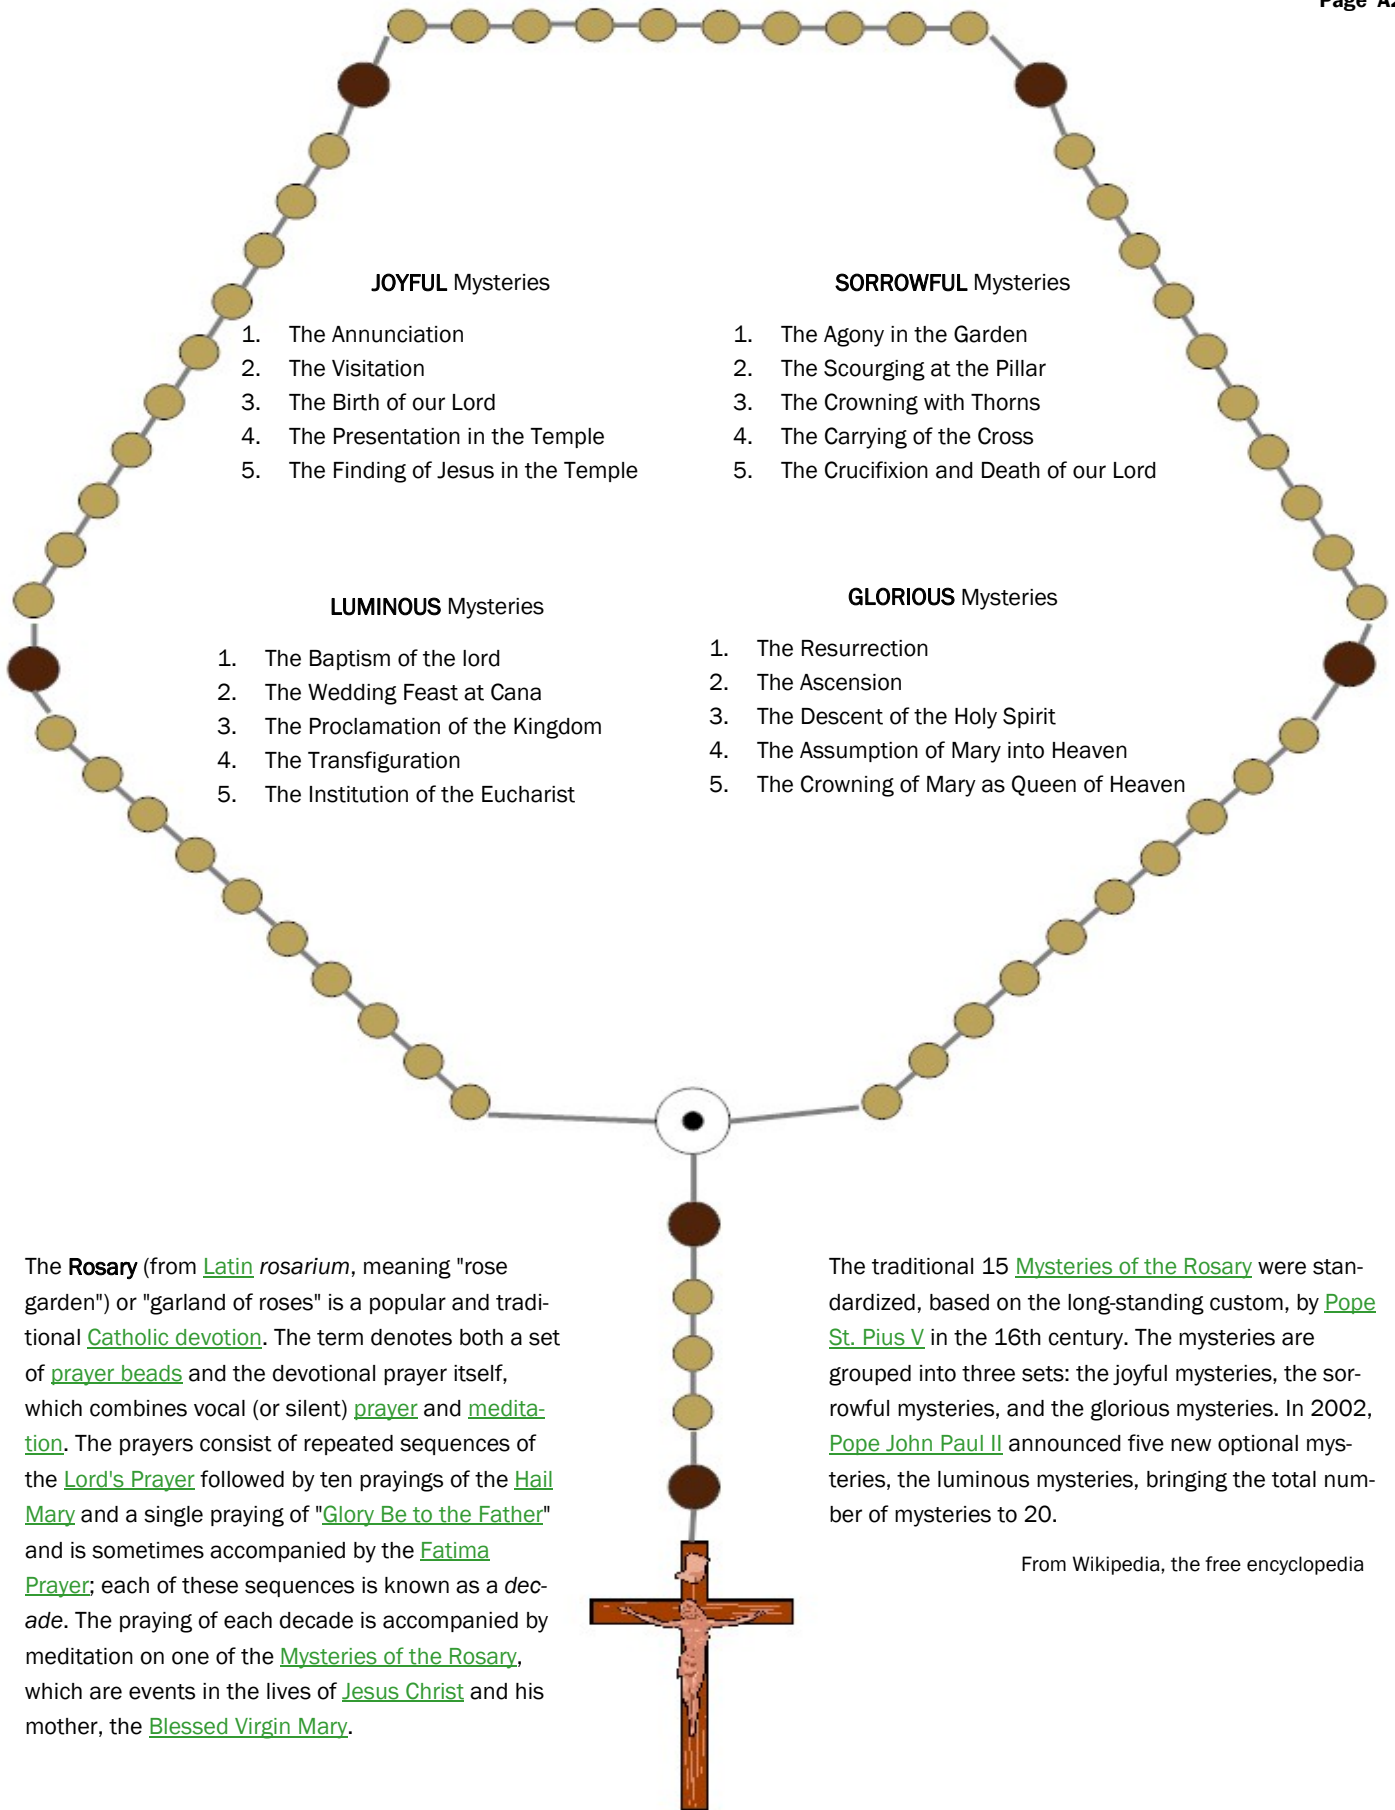 Page A2
JOYFUL Mysteries
1. The Annunciation
2. The Visitation
3. The Birth of our Lord
4. The Presentation in the Temple
5. The Finding of Jesus in the Temple
SORROWFUL Mysteries
1. The Agony in the Garden
2. The Scourging at the Pillar
3. The Crowning with Thorns
4. The Carrying of the Cross
5. The Crucifixion and Death of our Lord
LUMINOUS Mysteries
1. The Baptism of the lord
2. The Wedding Feast at Cana
3. The Proclamation of the Kingdom
4. The Transfiguration
5. The Institution of the Eucharist
GLORIOUS Mysteries
1. The Resurrection
2. The Ascension
3. The Descent of the Holy Spirit
4. The Assumption of Mary into Heaven
5. The Crowning of Mary as Queen of Heaven
The Rosary (from Latin rosarium, meaning "rose
garden") or "garland of roses" is a popular and tradi-
tional Catholic devotion. The term denotes both a set
of prayer beads and the devotional prayer itself,
which combines vocal (or silent) prayer and medita-
tion. The prayers consist of repeated sequences of
the Lord's Prayer followed by ten prayings of the Hail
Mary and a single praying of "Glory Be to the Father"
and is sometimes accompanied by the Fatima
Prayer; each of these sequences is known as a dec-
ade. The praying of each decade is accompanied by
meditation on one of the Mysteries of the Rosary,
which are events in the lives of Jesus Christ and his
mother, the Blessed Virgin Mary.
The traditional 15 Mysteries of the Rosary were stan-
dardized, based on the long-standing custom, by Pope
St. Pius V in the 16th century. The mysteries are
grouped into three sets: the joyful mysteries, the sor-
rowful mysteries, and the glorious mysteries. In 2002,
Pope John Paul II announced five new optional mys-
teries, the luminous mysteries, bringing the total num-
ber of mysteries to 20.
From Wikipedia, the free encyclopedia